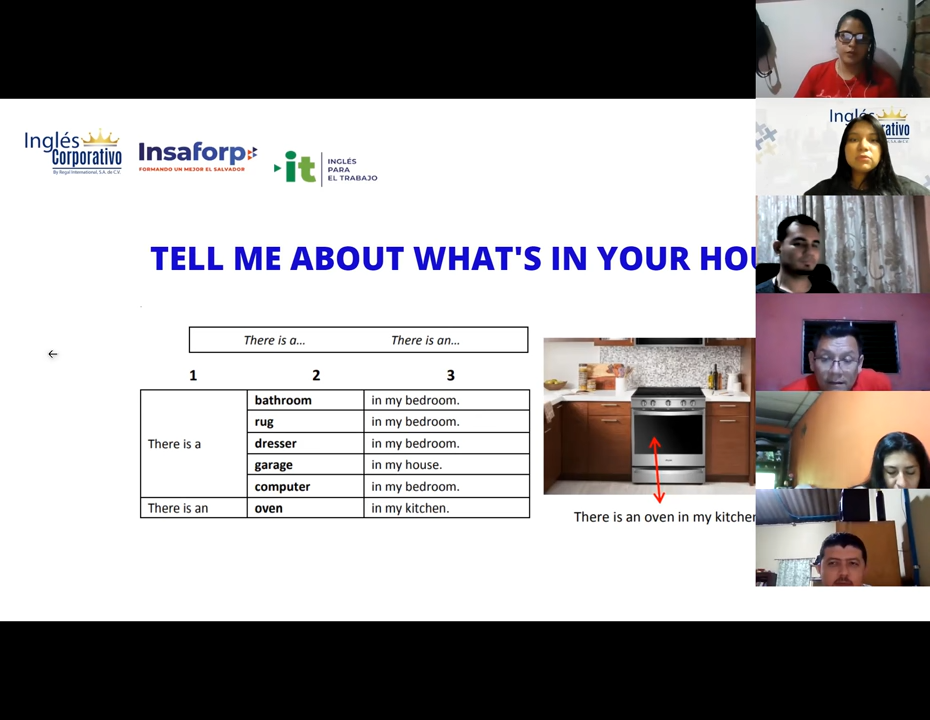 Inglés
Corporativo
By Regal International, S.A. de C.V.
Insaforp
FORMANDO UN MEJOR EL SALVADOR
it
INGLÉS
PARA
EL TRABAJO
Inglés
TELL ME ABOUT WHAT'S IN YOUR HOU
There is a... There is an...
1 2 3
There is a
bathroom in my bedroom.
rug in my bedroom.
dresser in my bedroom.
garage in my house.
computer in my bedroom.
There is an oven in my kitchen.
There is an oven in my kitchen